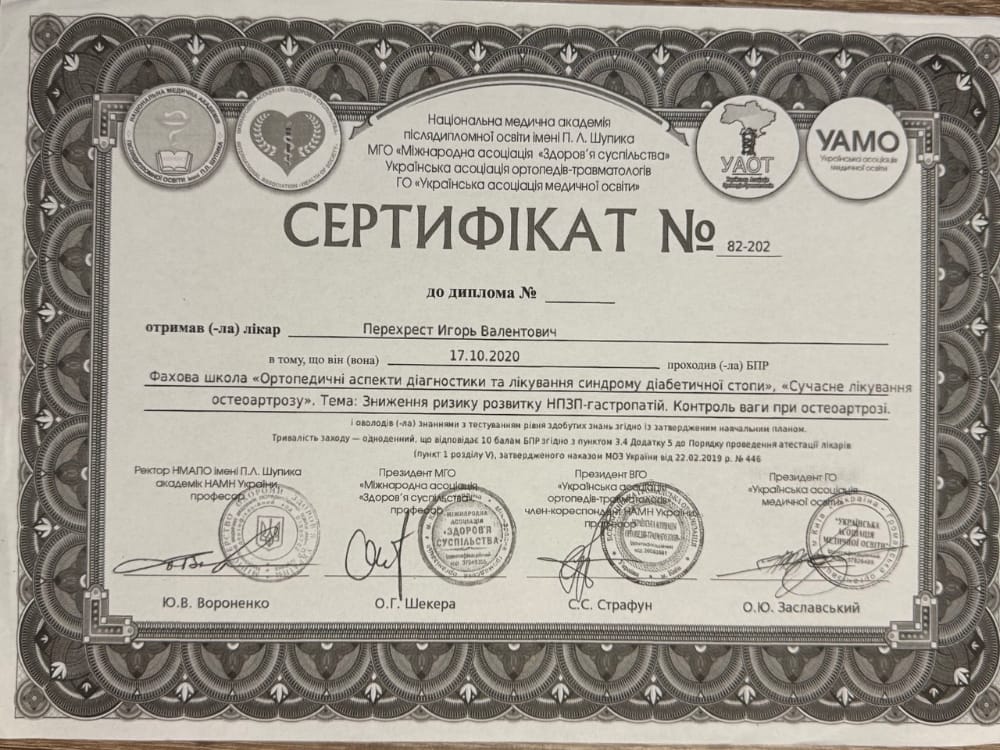 Національна медична академія
післядипломної освіти імені П. Л. Шупика
МГО «Міжнародна асоціація «Здоров'я суспільства»
Українська асоціація ортопедів-травматологів
ГО «Українська асоціація медичної освіти»
УАОТ
УАМО
Українська асоціація
медичної освіти
СЕРТИФІКАТ № 82-202
до диплома №
отримав (-ла) лікар Перехрест Игорь Валентович
в тому, що він (вона) 17.10.2020 проходив (-ла) БПР
Фахова школа «Ортопедичні аспекти діагностики та лікування синдрому діабетичної стопи», «Сучасне лікування
остеоартрозу». Тема: Зниження ризику розвитку НПЗП-гастропатій. Контроль ваги при остеоартрозі.
і оволодів (-ла) знаннями з тестуванням рівня здобутих знань згідно із затвердженим навчальним планом.
Тривалість заходу — одноденний, що відповідає 10 балам БПР згідно з пунктом 3.4 Додатку 5 до Порядку проведення атестації лікарів
(пункт 1 розділу V), затвердженого наказом МОЗ України від 22.02.2019 р. № 446
Ректор НМАПО імені П.Л. Шупика
академік НАМН України,
професор
Президент МГО
«Міжнародна асоціація
«Здоров'я суспільства»,
професор
Президент ВГО
«Українська асоціація
ортопедів-травматологів»
член-кореспондент НАМН України
професор
Президент ГО
«Українська асоціація
медичної освіти»
МІЖНАРОДНА
АСОЦІАЦІЯ
«ЗДОРОВ'Я
СУСПІЛЬСТВА»
"УКРАЇНСЬКА
АСОЦІАЦІЯ
МЕДИЧНОЇ ОСВІТИ"
Ю.В. Вороненко
О.Г. Шекера
С.С. Страфун
О.Ю. Заславський